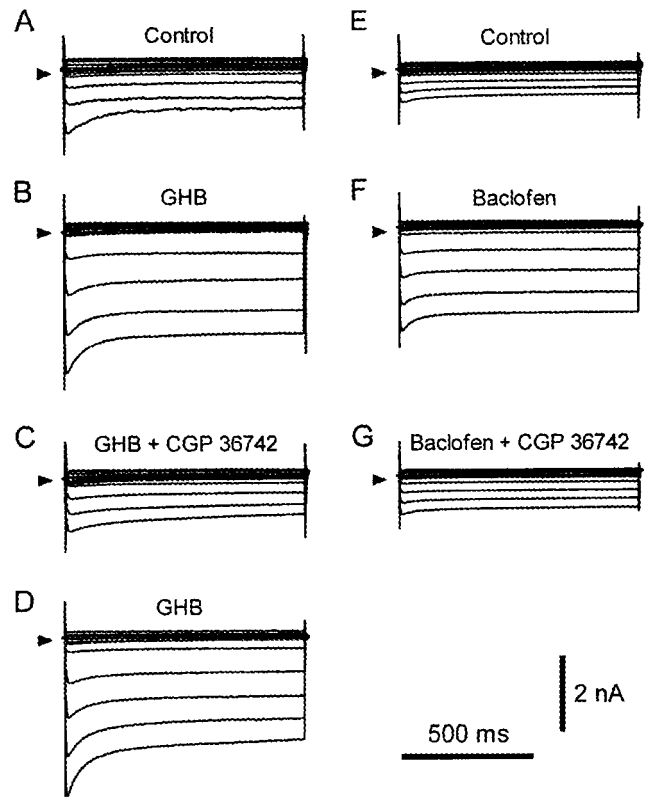 A
Control
B
GHB
C
GHB + CGP 36742
D
GHB
E
Control
F
Baclofen
G
Baclofen + CGP 36742
2 nA
500 ms